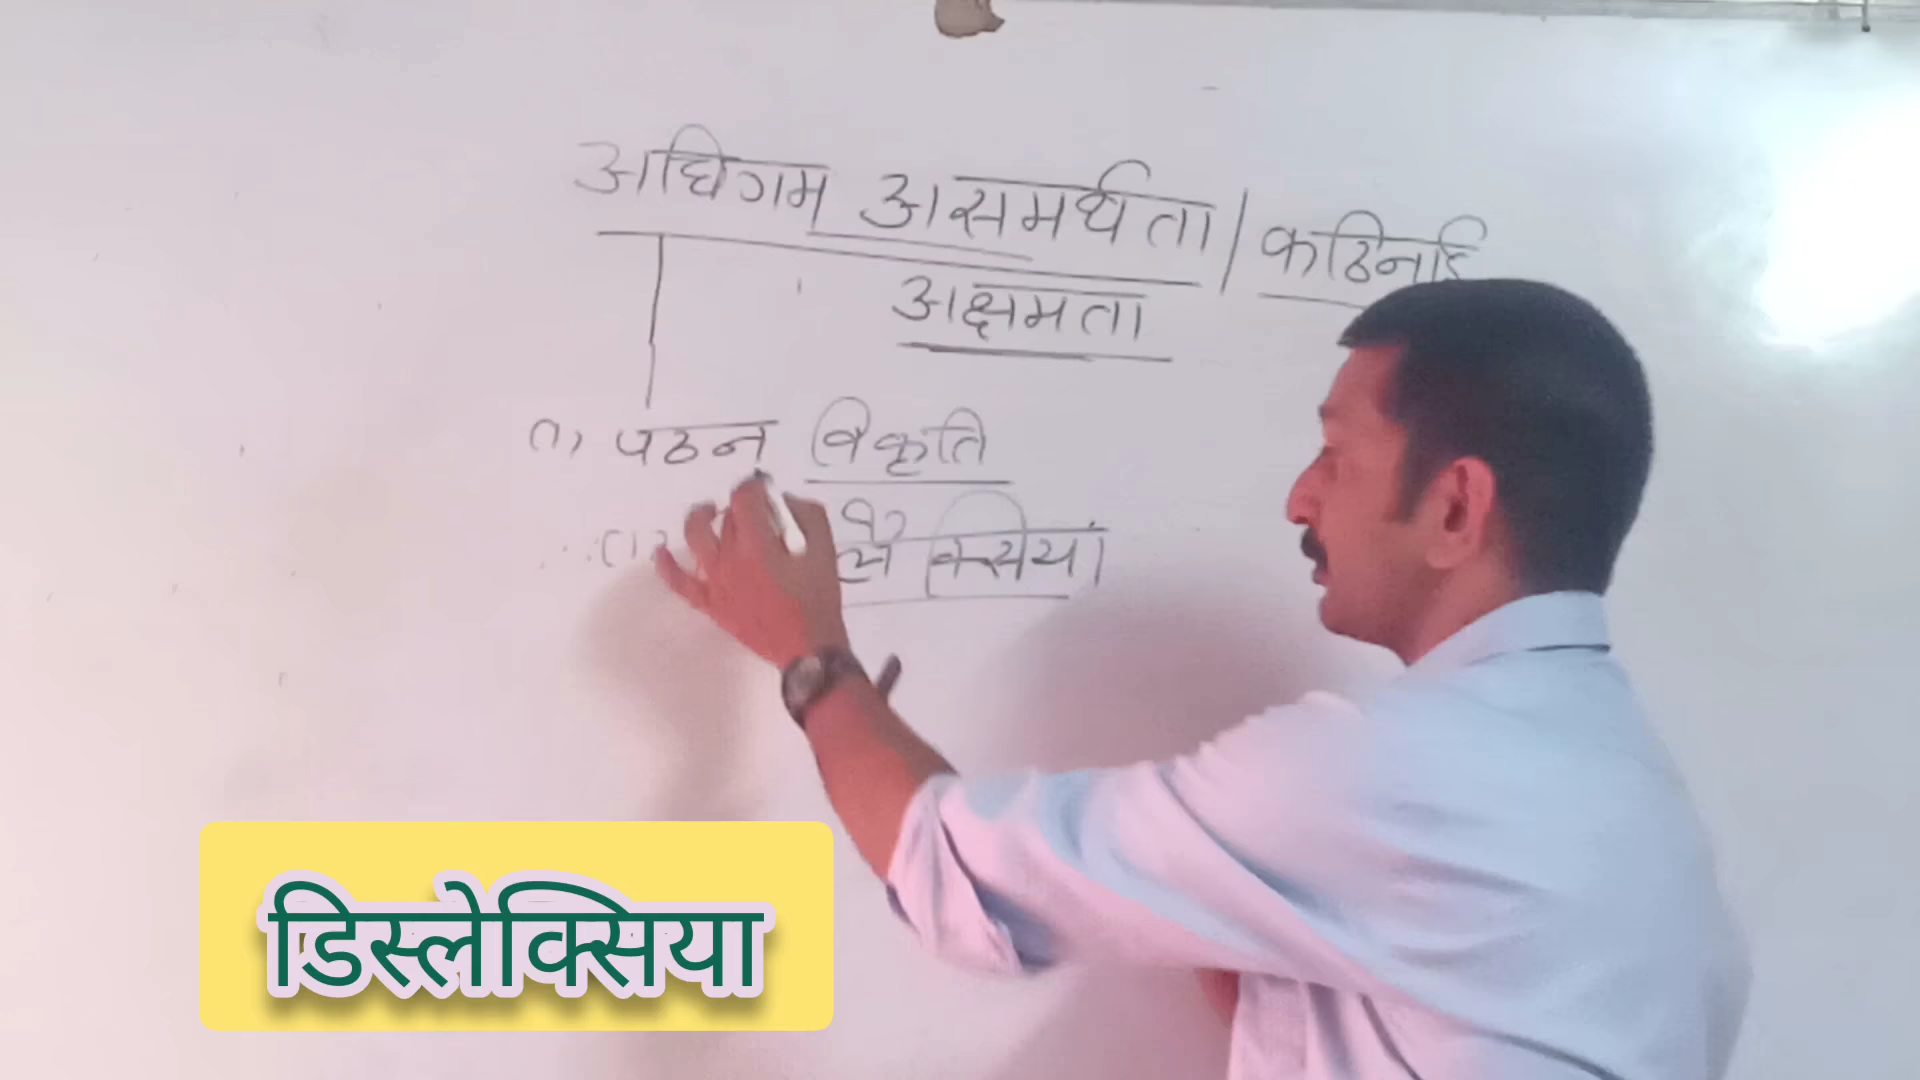 अधिगम असमर्थता / कठिनाई
अक्षमता
(1) पठन विकृति
लेक्सिया
डिस्लेक्सिया